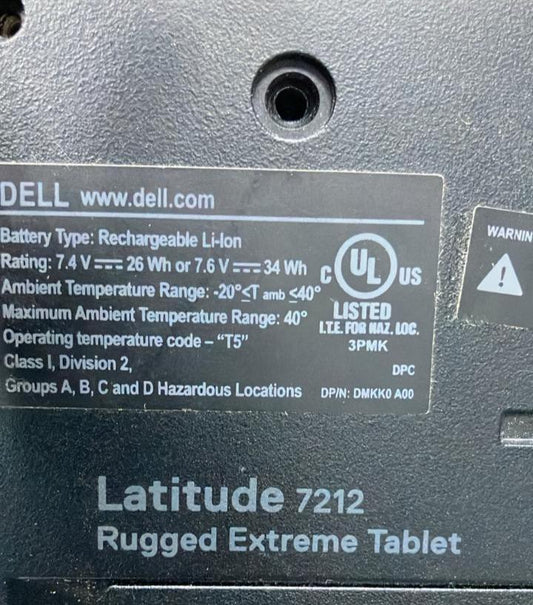 DELL www.dell.com
Battery Type: Rechargeable Li-Ion
Rating: 7.4 V⎓26 Wh or 7.6 V⎓34 Wh
Ambient Temperature Range: -20°≤T amb ≤40°
Maximum Ambient Temperature Range: 40°
Operating temperature code – “T5”
Class I, Division 2,
Groups A, B, C and D Hazardous Locations
C UL US
LISTED
I.T.E. FOR HAZ. LOC.
3PMK
DPC
DP/N: DMKK0 A00
WARNIN
Latitude 7212
Rugged Extreme Tablet